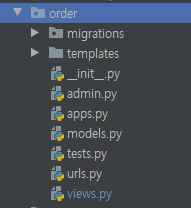 order
migrations
templates
__init__.py
admin.py
apps.py
models.py
tests.py
urls.py
views.py